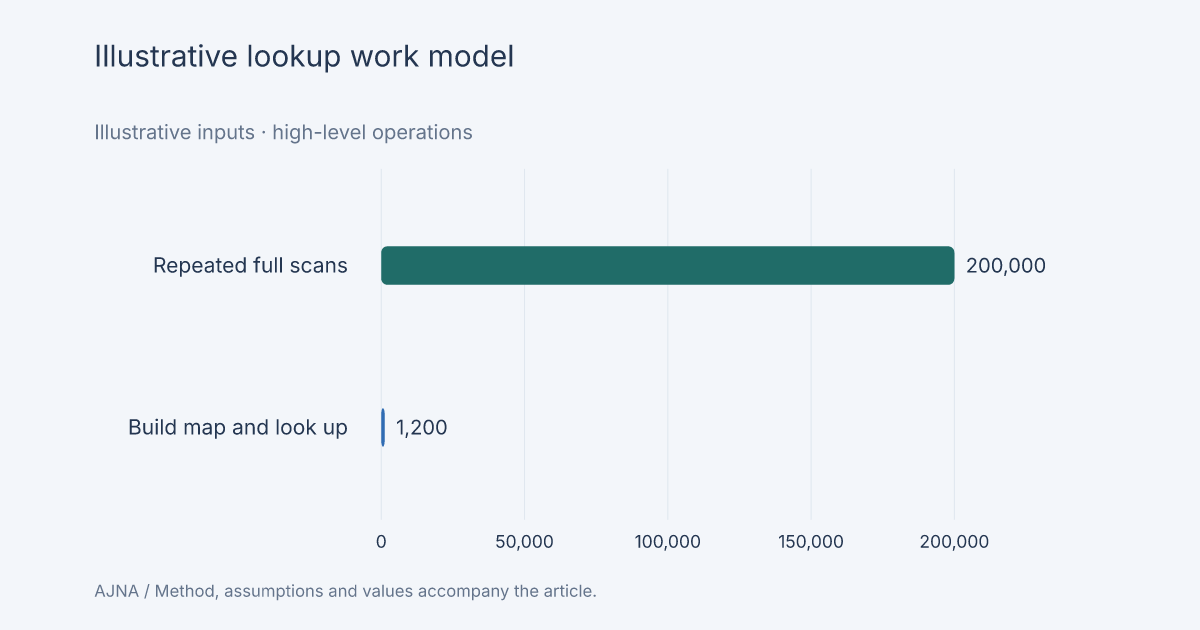 Illustrative lookup work model
Illustrative inputs · high-level operations
Repeated full scans 200,000
Build map and look up 1,200
0 50,000 100,000 150,000 200,000
AJNA / Method, assumptions and values accompany the article.